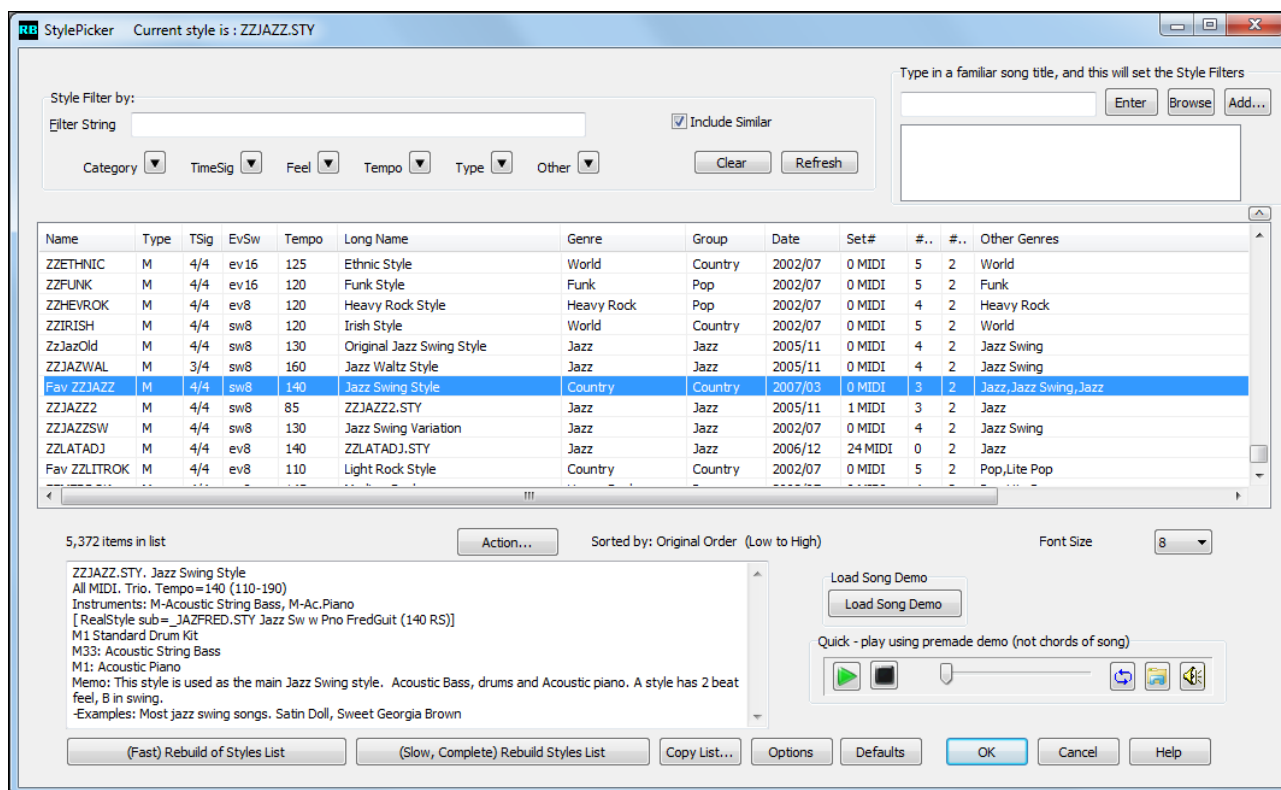 RB StylePicker Current style is : ZZJAZZ.STY
Type in a familiar song title, and this will set the Style Filters
Enter Browse Add...
Style Filter by:
Filter String
Include Similar
Category TimeSig Feel Tempo Type Other Clear Refresh
Name Type TSig EvSw Tempo Long Name Genre Group Date Set# #.. #.. Other Genres
ZZETHNIC M 4/4 ev16 125 Ethnic Style World Country 2002/07 0 MIDI 5 2 World
ZZFUNK M 4/4 ev16 120 Funk Style Funk Pop 2002/07 0 MIDI 5 2 Funk
ZZHEVROK M 4/4 ev8 120 Heavy Rock Style Heavy Rock Pop 2002/07 0 MIDI 4 2 Heavy Rock
ZZIRISH M 4/4 sw8 120 Irish Style World Country 2002/07 0 MIDI 5 2 World
ZzJazOld M 4/4 sw8 130 Original Jazz Swing Style Jazz Jazz 2005/11 0 MIDI 4 2 Jazz Swing
ZZJAZWAL M 3/4 sw8 160 Jazz Waltz Style Jazz Jazz 2005/11 0 MIDI 4 2 Jazz Swing
Fav ZZJAZZ M 4/4 sw8 140 Jazz Swing Style Country Country 2007/03 0 MIDI 3 2 Jazz,Jazz Swing,Jazz
ZZJAZZ2 M 4/4 sw8 85 ZZJAZZ2.STY Jazz Jazz 2005/11 1 MIDI 3 2 Jazz
ZZJAZZSW M 4/4 sw8 130 Jazz Swing Variation Jazz Jazz 2002/07 0 MIDI 4 2 Jazz Swing
ZZLATADJ M 4/4 ev8 140 ZZLATADJ.STY Jazz Jazz 2006/12 24 MIDI 0 2 Jazz
Fav ZZLITROK M 4/4 ev8 110 Light Rock Style Country Country 2002/07 0 MIDI 5 2 Pop,Lite Pop
5,372 items in list Action... Sorted by: Original Order (Low to High) Font Size 8
ZZJAZZ.STY. Jazz Swing Style
All MIDI. Trio. Tempo=140 (110-190)
Instruments: M-Acoustic String Bass, M-Ac.Piano
[ RealStyle sub=_JAZFRED.STY Jazz Sw w Pno FredGuit (140 RS)]
M1 Standard Drum Kit
M33: Acoustic String Bass
M1: Acoustic Piano
Memo: This style is used as the main Jazz Swing style. Acoustic Bass, drums and Acoustic piano. A style has 2 beat
feel, B in swing.
-Examples: Most jazz swing songs. Satin Doll, Sweet Georgia Brown
Load Song Demo
Load Song Demo
Quick - play using premade demo (not chords of song)
(Fast) Rebuild of Styles List (Slow, Complete) Rebuild Styles List Copy List... Options Defaults OK Cancel Help